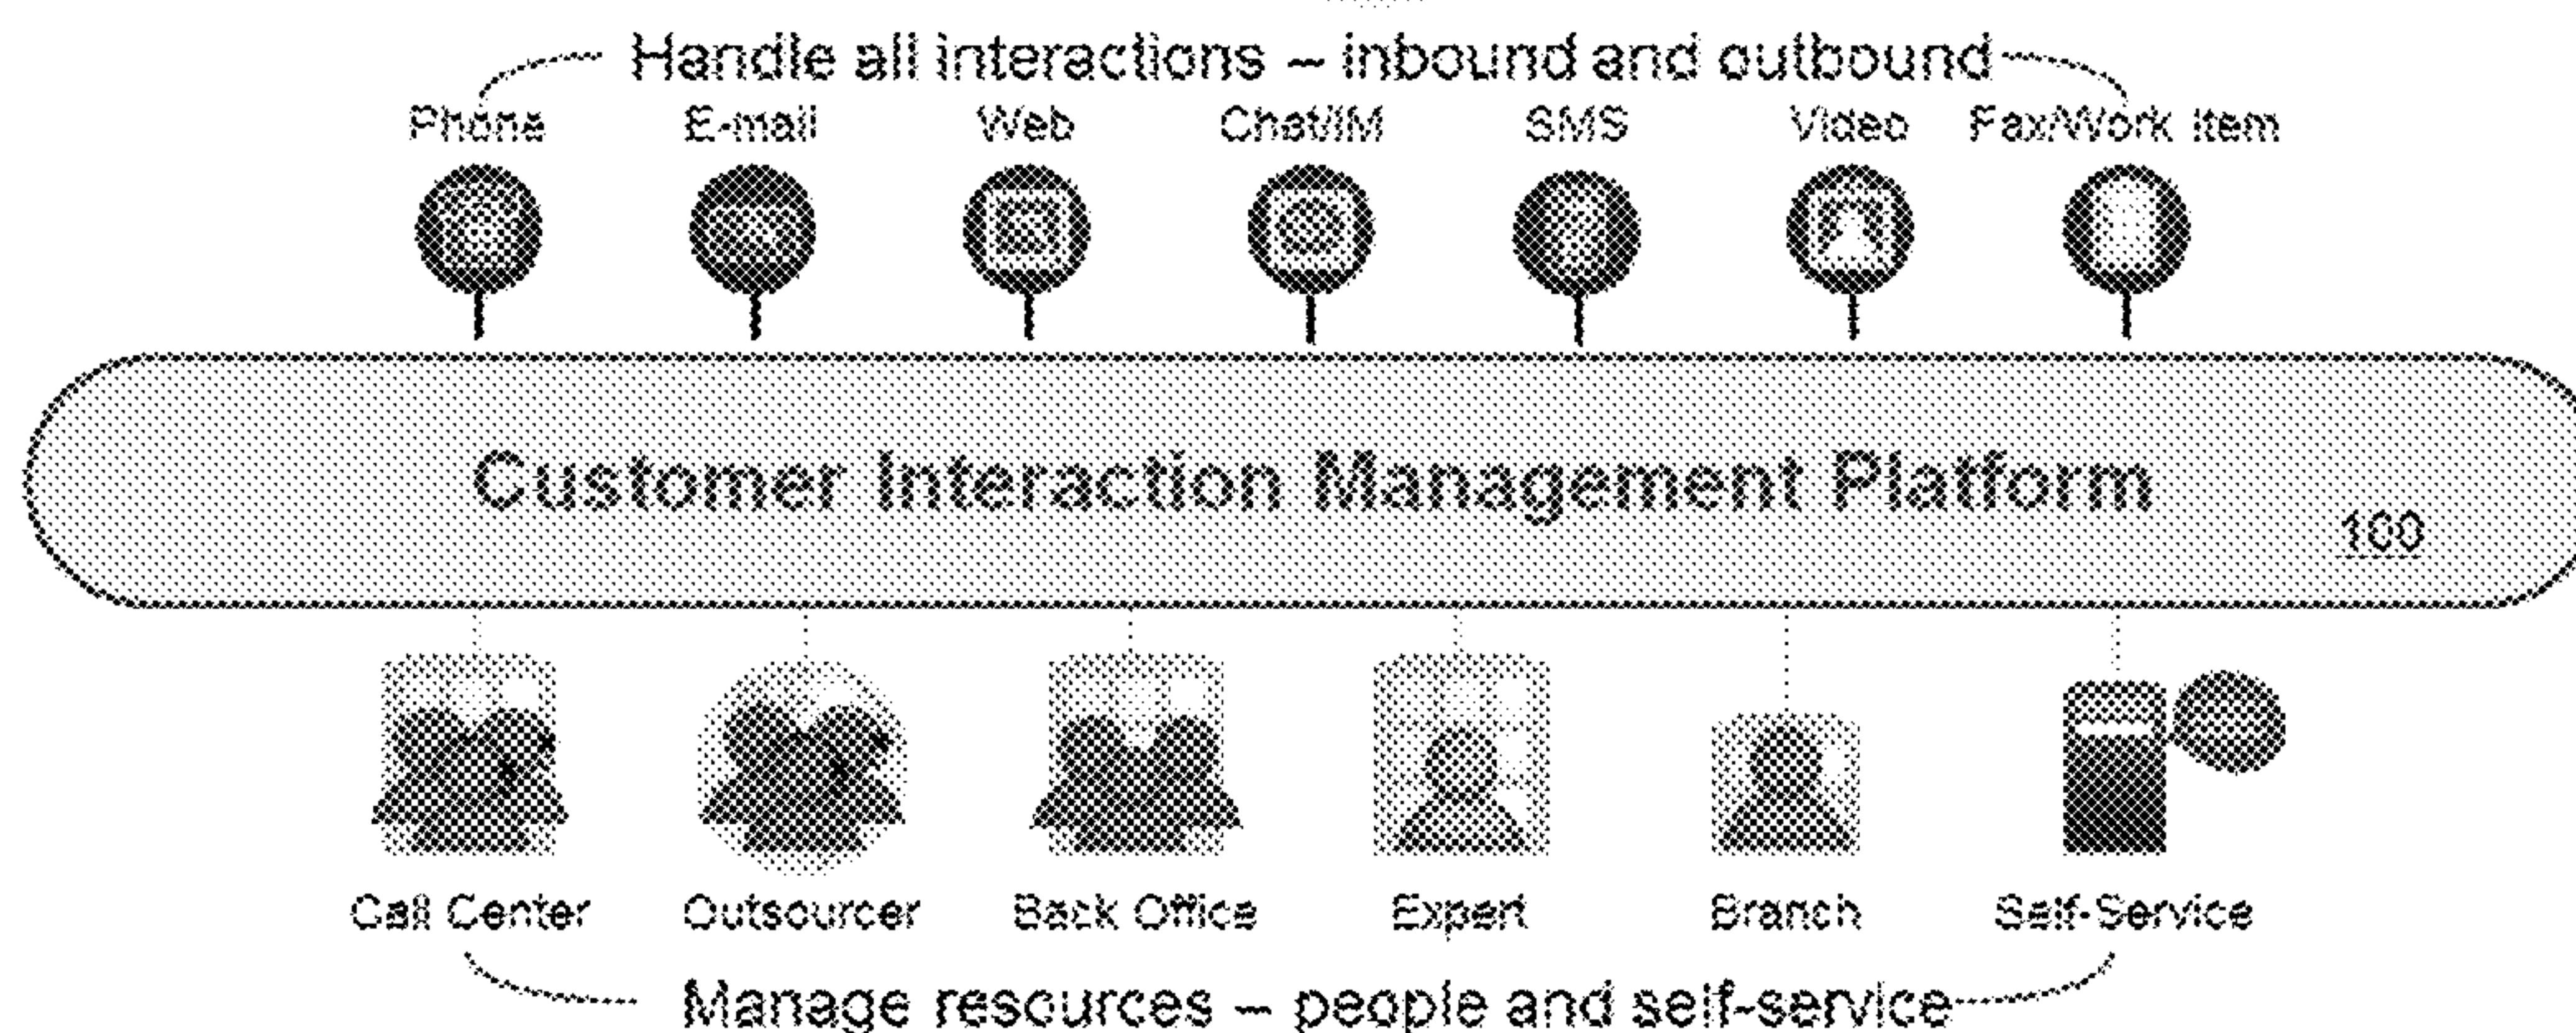 Handle all interactions – inbound and outbound
Phone E-mail Web Chat/IM SMS Video Fax/Work Item
Customer Interaction Management Platform
100
Call Center Outsourcer Back Office Expert Branch Self-Service
Manage resources – people and self-service